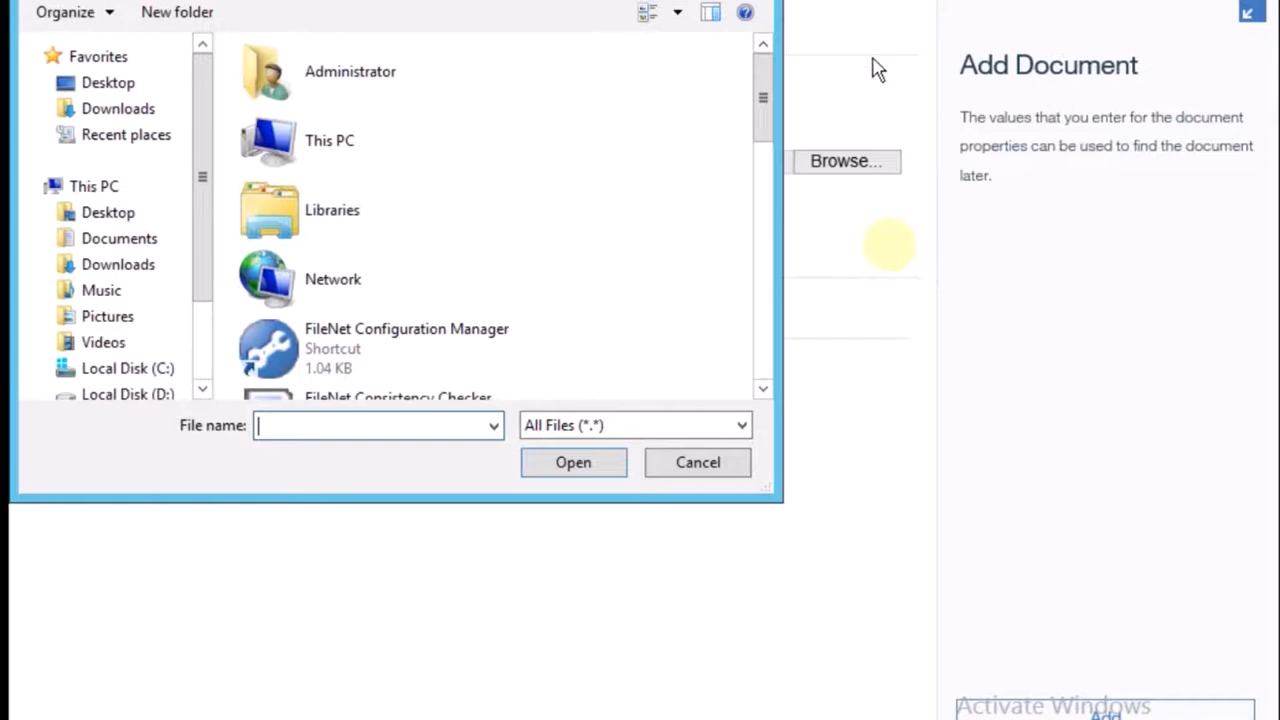 Organize
New folder
Favorites
Desktop
Downloads
Recent places
This PC
Desktop
Documents
Downloads
Music
Pictures
Videos
Local Disk (C:)
Local Disk (D:)
Administrator
This PC
Libraries
Network
FileNet Configuration Manager
Shortcut
1.04 KB
FileNet Consistency Checker
File name:
All Files (*.*)
Open
Cancel
Browse...
Add Document
The values that you enter for the document
properties can be used to find the document
later.
Activate Windows
Add